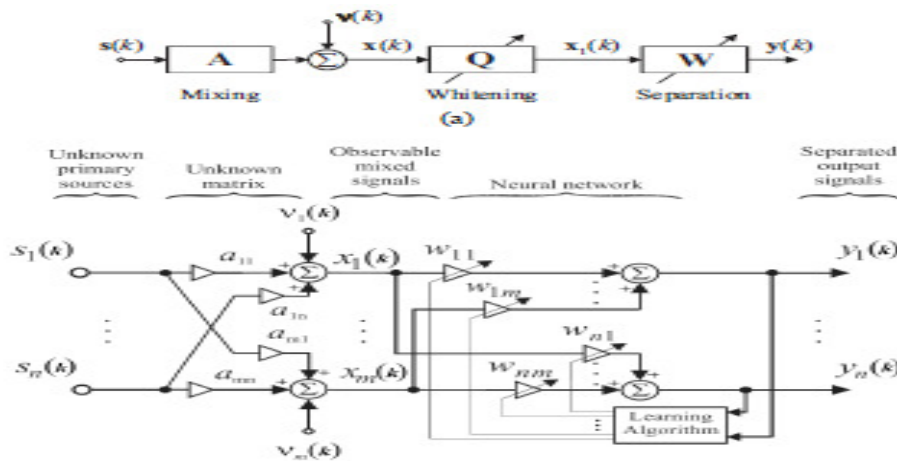 v(k)
s(k) A Σ x(k) Q x₁(k) W y(k)
Mixing Whitening Separation
(a)
Unknown primary sources
Unknown matrix
Observable mixed signals
Neural network
Separated output signals
v₁(k)
s₁(k) a₁₁ + Σ x₁(k) w₁₁ + Σ y₁(k)
+ a₁ₙ w₁ₘ +
⋮ ⋮ ⋮ ⋮
aₘ₁ wₙ₁
sₙ(k) aₘₙ + Σ + xₘ(k) wₙₘ + Σ + yₙ(k)
vₘ(k)
Learning
Algorithm